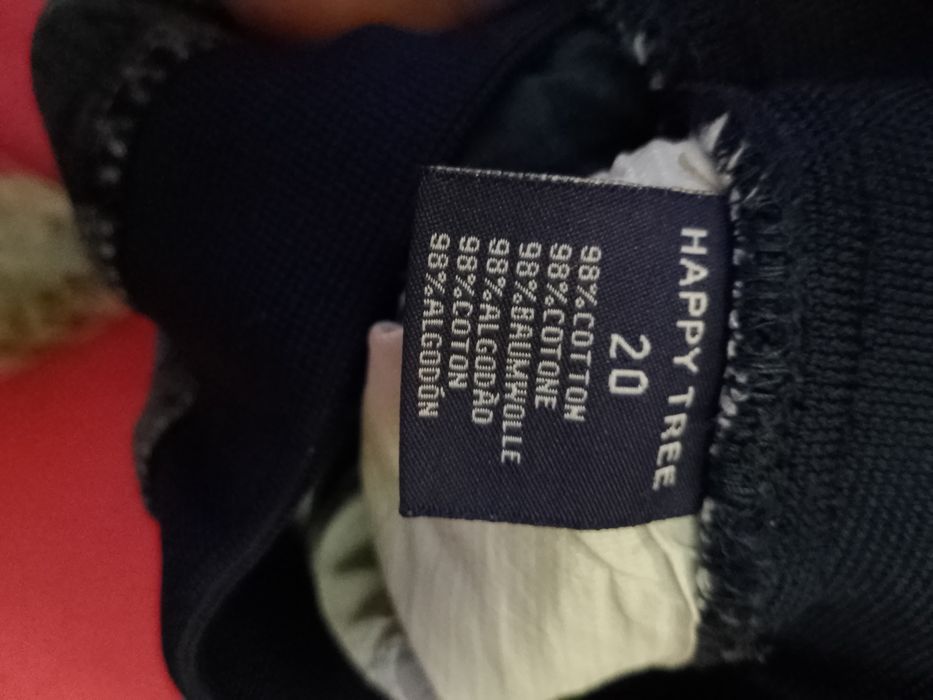 HAPPY TREE
20
98%COTTON
98%COTONE
98%BAUMWOLLE
98%ALGODÃO
98%COTON
98%ALGODÓN